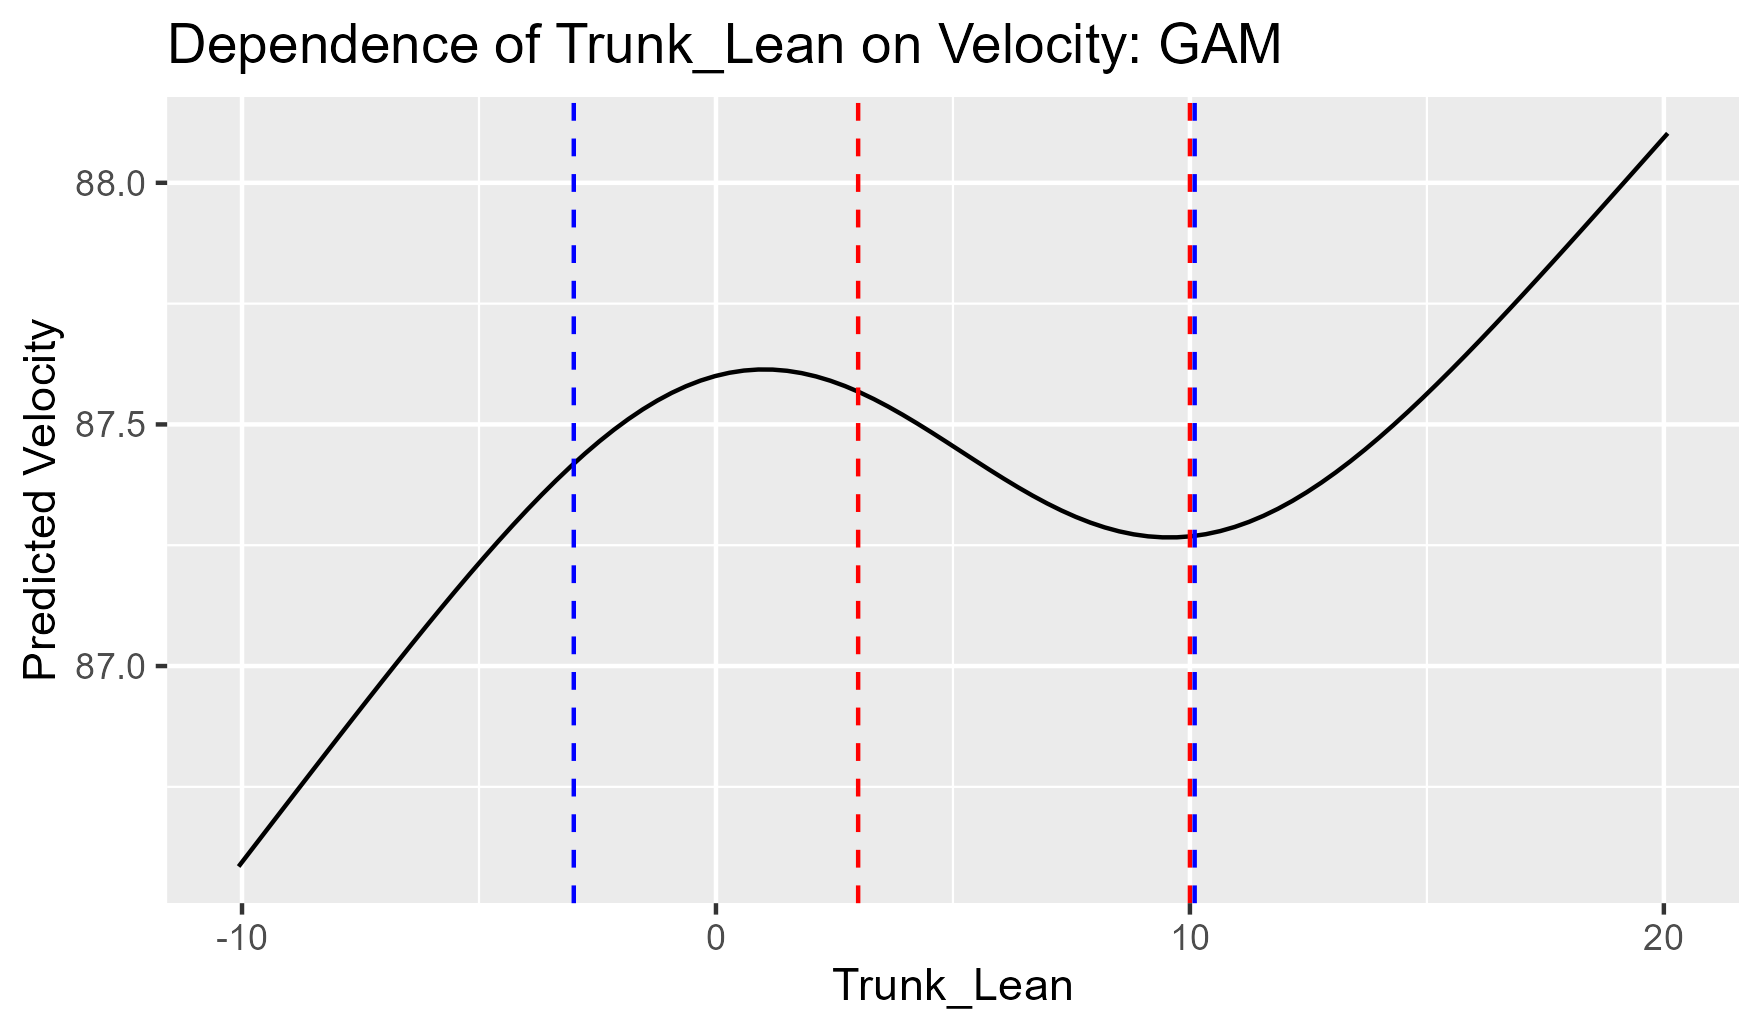 Dependence of Trunk_Lean on Velocity: GAM
Predicted Velocity
88.0
87.5
87.0
-10 0 10 20
Trunk_Lean